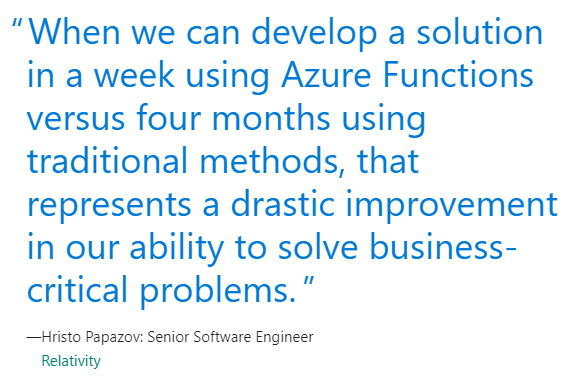 “When we can develop a solution
in a week using Azure Functions
versus four months using
traditional methods, that
represents a drastic improvement
in our ability to solve business-
critical problems.”
—Hristo Papazov: Senior Software Engineer
Relativity